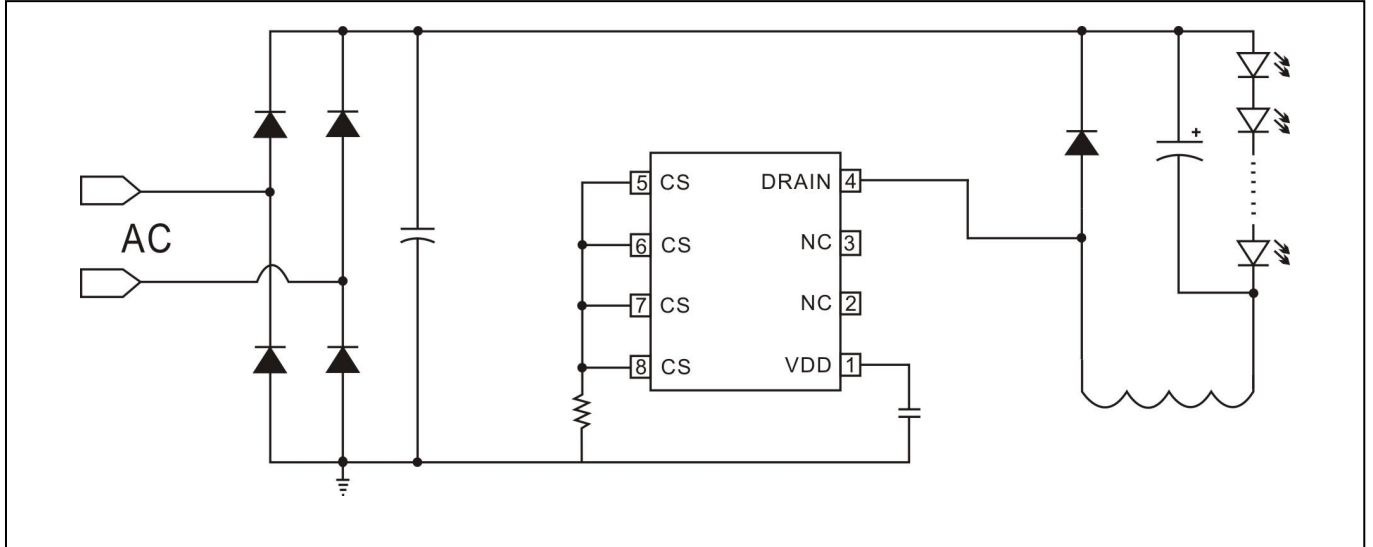 AC
5 CS DRAIN 4
6 CS NC 3
7 CS NC 2
8 CS VDD 1
+